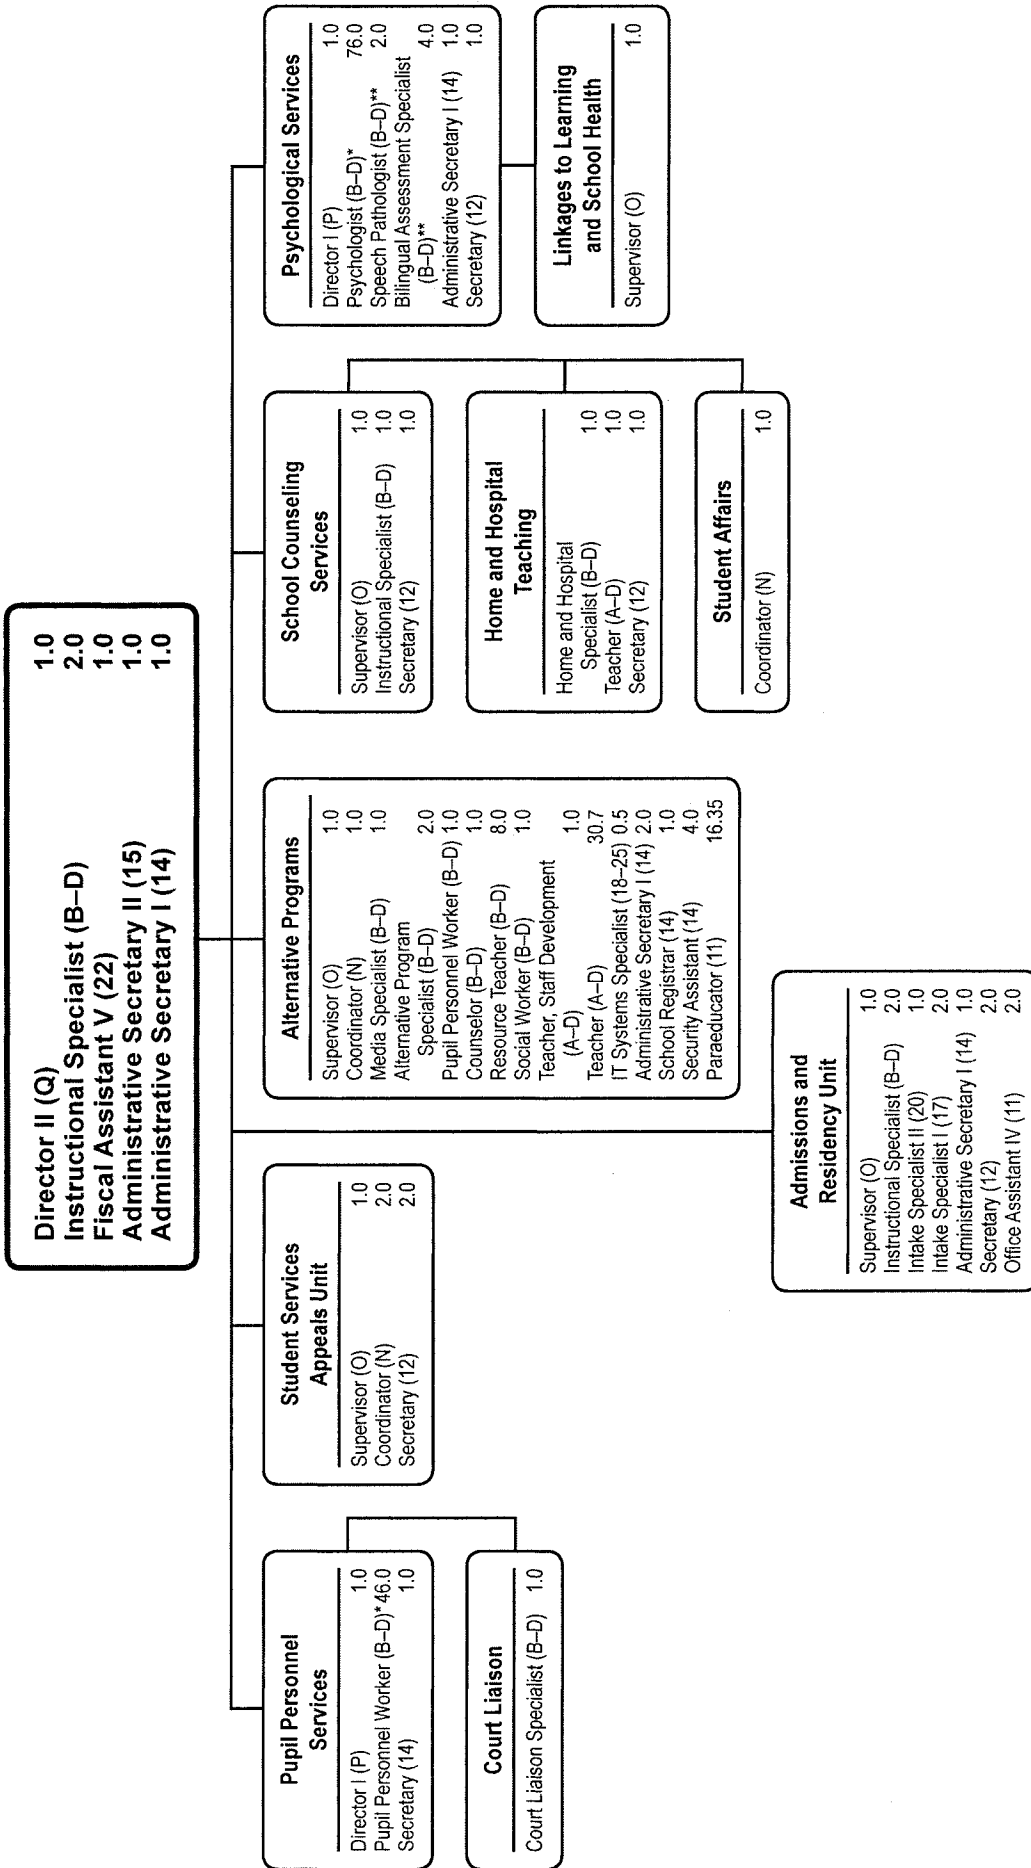 Director II (Q) 1.0
Instructional Specialist (B–D) 2.0
Fiscal Assistant V (22) 1.0
Administrative Secretary II (15) 1.0
Administrative Secretary I (14) 1.0
Pupil Personnel
Services
Director I (P) 1.0
Pupil Personnel Worker (B–D)* 46.0
Secretary (14) 1.0
Court Liaison
Court Liaison Specialist (B–D) 1.0
Student Services
Appeals Unit
Supervisor (O) 1.0
Coordinator (N) 2.0
Secretary (12) 2.0
Admissions and
Residency Unit
Supervisor (O) 1.0
Instructional Specialist (B–D) 2.0
Intake Specialist II (20) 1.0
Intake Specialist I (17) 2.0
Administrative Secretary I (14) 1.0
Secretary (12) 2.0
Office Assistant IV (11) 2.0
Alternative Programs
Supervisor (O) 1.0
Coordinator (N) 1.0
Media Specialist (B–D) 1.0
Alternative Program
Specialist (B–D) 2.0
Pupil Personnel Worker (B–D) 1.0
Counselor (B–D) 1.0
Resource Teacher (B–D) 8.0
Social Worker (B–D) 1.0
Teacher, Staff Development
(A–D) 1.0
Teacher (A–D) 30.7
IT Systems Specialist (18–25) 0.5
Administrative Secretary I (14) 2.0
School Registrar (14) 1.0
Security Assistant (14) 4.0
Paraeducator (11) 16.35
School Counseling
Services
Supervisor (O) 1.0
Instructional Specialist (B–D) 1.0
Secretary (12) 1.0
Home and Hospital
Teaching
Home and Hospital
Specialist (B–D) 1.0
Teacher (A–D) 1.0
Secretary (12) 1.0
Student Affairs
Coordinator (N) 1.0
Psychological Services
Director I (P) 1.0
Psychologist (B–D)* 76.0
Speech Pathologist (B–D)** 2.0
Bilingual Assessment Specialist
(B–D)** 4.0
Administrative Secretary I (14) 1.0
Secretary (12) 1.0
Linkages to Learning
and School Health
Supervisor (O) 1.0